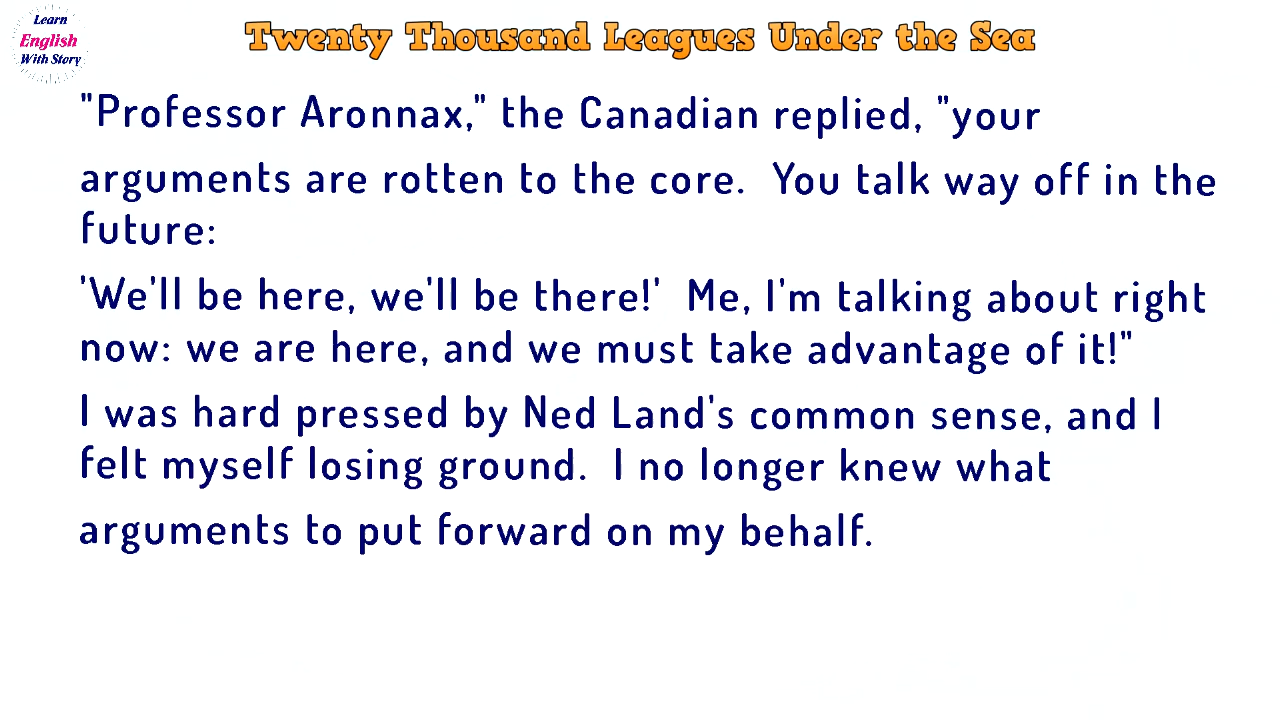 Learn
English
With Story
Twenty Thousand Leagues Under the Sea
"Professor Aronnax," the Canadian replied, "your
arguments are rotten to the core.  You talk way off in the
future:
'We'll be here, we'll be there!'  Me, I'm talking about right
now: we are here, and we must take advantage of it!"
I was hard pressed by Ned Land's common sense, and I
felt myself losing ground.  I no longer knew what
arguments to put forward on my behalf.